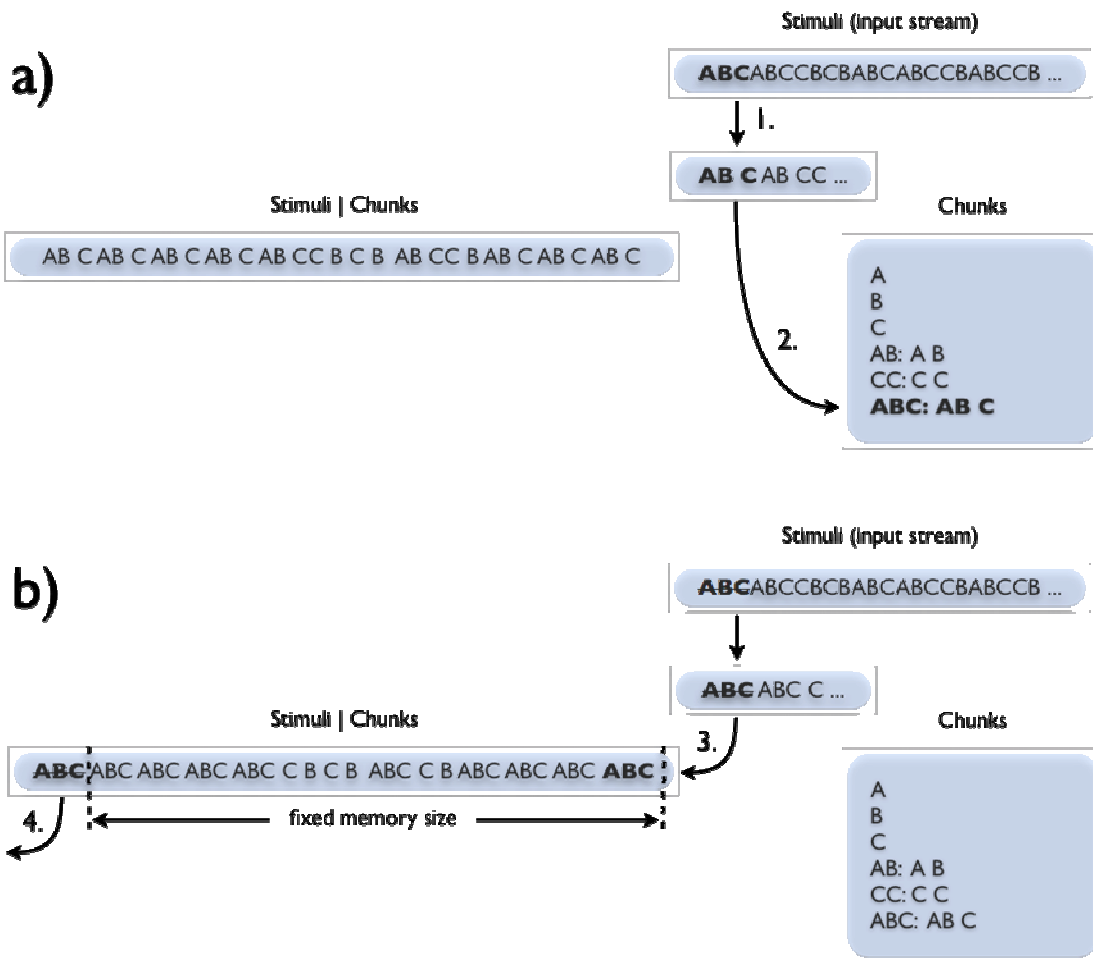 Stimuli (input stream)
a)
ABCABCCBCBABCABCCBABCCB ...
1.
AB C AB CC ...
Stimuli | Chunks
Chunks
AB C AB C AB C AB C AB CC B C B AB CC B AB C AB C AB C
A
B
C
2.
AB: A B
CC: C C
ABC: AB C
Stimuli (input stream)
b)
ABCABCCBCBABCABCCBABCCB ...
ABC ABC C ...
Stimuli | Chunks
Chunks
3.
ABC ABC ABC ABC ABC C B C B ABC C B ABC ABC ABC ABC
4.
fixed memory size
A
B
C
AB: A B
CC: C C
ABC: AB C